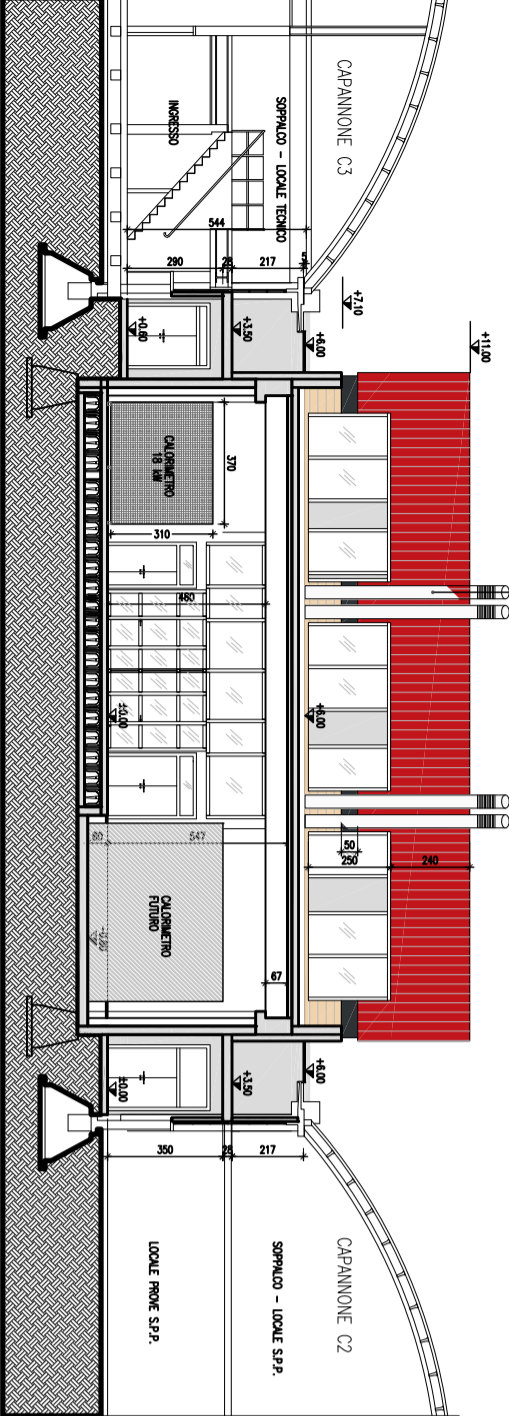 +11.00
+7.10
CAPANNONE C3
CAPANNONE C2
240
250
50
+6.00
+6.00
+6.00
SOPPALCO - LOCALE TECNICO
217
5
67
217
SOPPALCO - LOCALE S.P.P.
+3.50
+3.50
544
28
370
28
INGRESSO
290
CALORIMETRO
18 kW
310
480
547
CALORIMETRO
FUTURO
350
LOCALE PROVE S.P.P.
+0.60
±0.00
±0.00